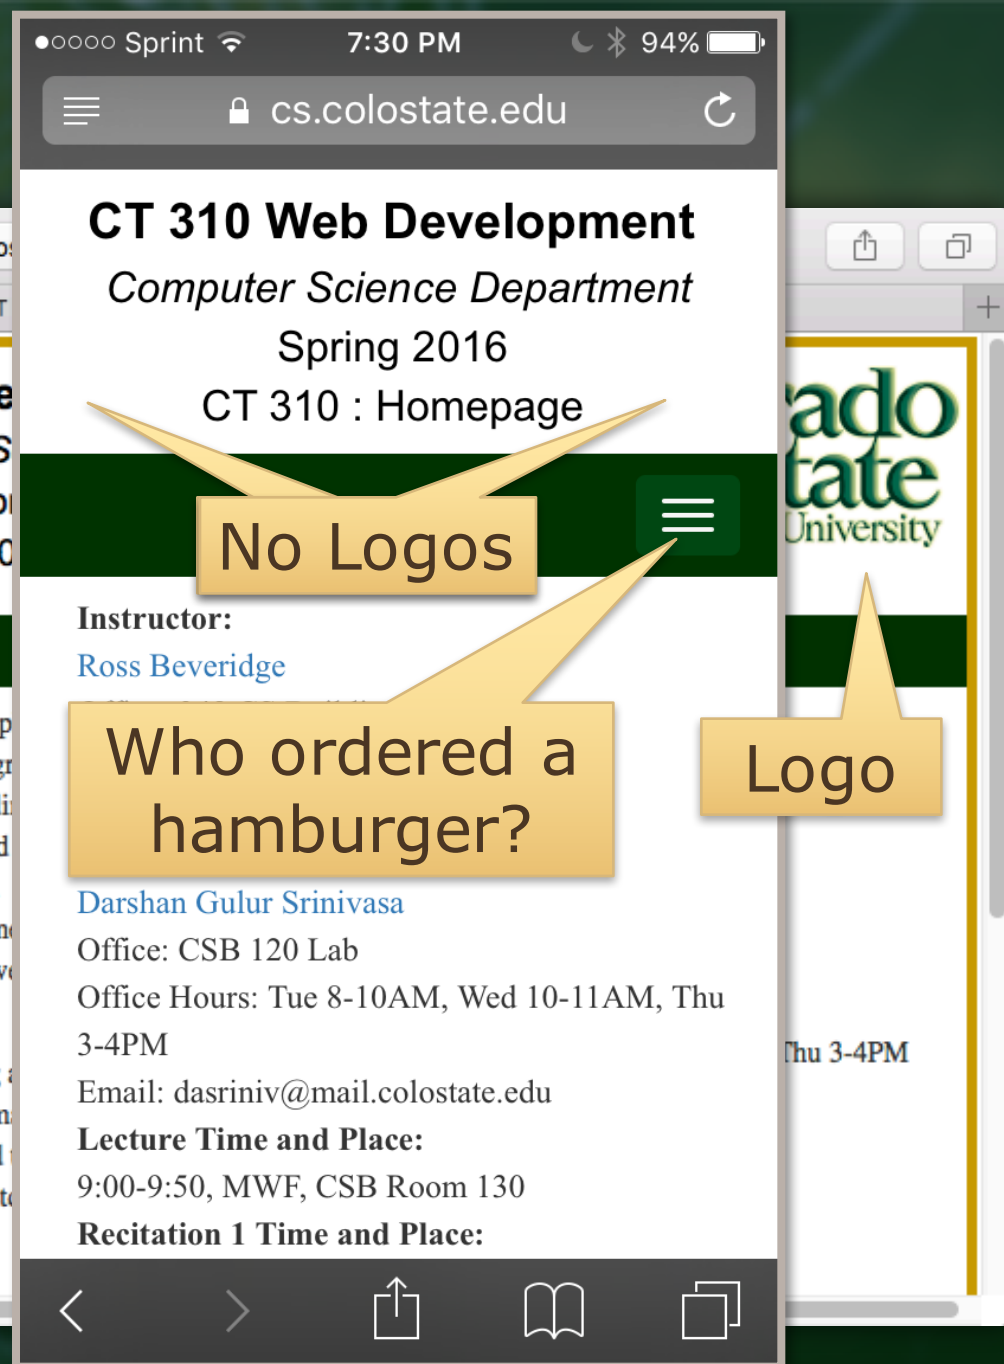 Sprint 7:30 PM 94%
cs.colostate.edu
CT 310 Web Development
Computer Science Department
Spring 2016
CT 310 : Homepage
No Logos
Instructor:
Ross Beveridge
Who ordered a
hamburger?
Darshan Gulur Srinivasa
Office: CSB 120 Lab
Office Hours: Tue 8-10AM, Wed 10-11AM, Thu
3-4PM
Email: dasriniv@mail.colostate.edu
Lecture Time and Place:
9:00-9:50, MWF, CSB Room 130
Recitation 1 Time and Place:
ado
tate
University
Logo
Thu 3-4PM